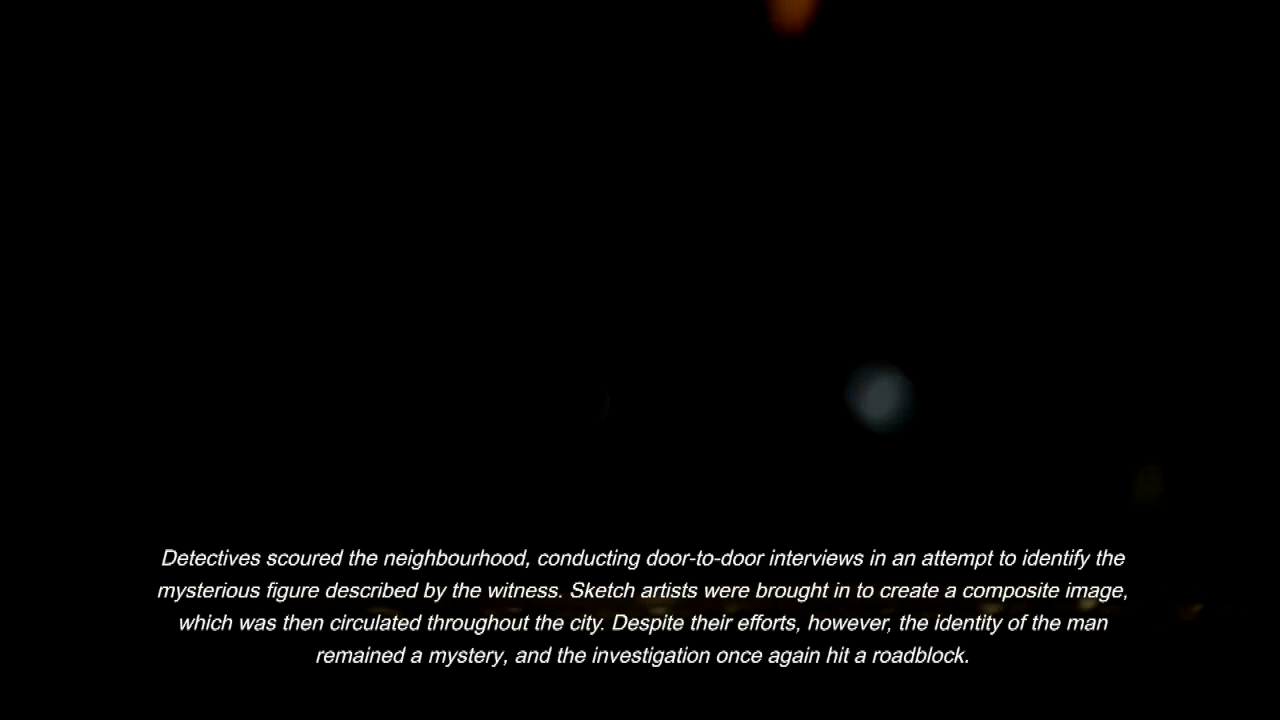 Detectives scoured the neighbourhood, conducting door-to-door interviews in an attempt to identify the
mysterious figure described by the witness. Sketch artists were brought in to create a composite image,
which was then circulated throughout the city. Despite their efforts, however, the identity of the man
remained a mystery, and the investigation once again hit a roadblock.